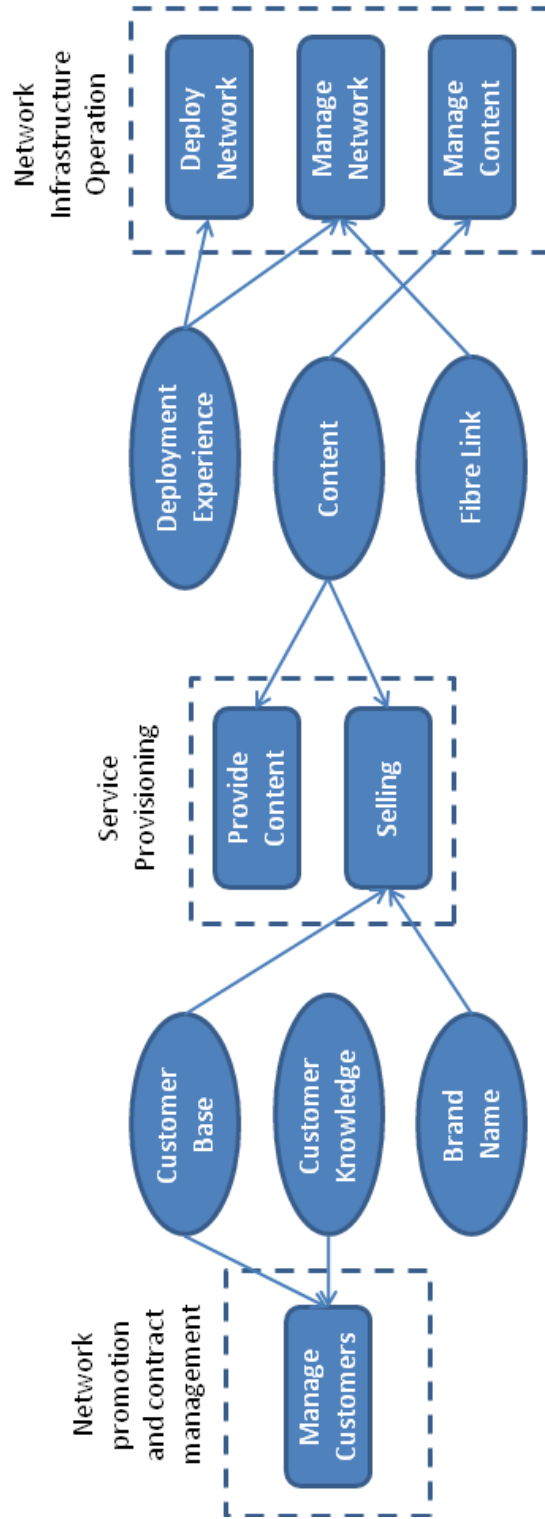 Network
promotion
and contract
management
Manage
Customers
Customer
Base
Customer
Knowledge
Brand
Name
Service
Provisioning
Provide
Content
Selling
Deployment
Experience
Content
Fibre Link
Network
Infrastructure
Operation
Deploy
Network
Manage
Network
Manage
Content